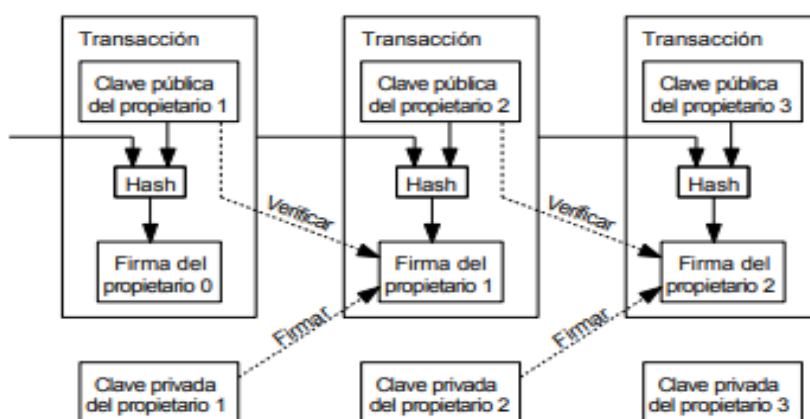 Transacción
Clave pública
del propietario 1
Hash
Firma del
propietario 0
Verificar
Firmar
Clave privada
del propietario 1
Transacción
Clave pública
del propietario 2
Hash
Firma del
propietario 1
Verificar
Firmar
Clave privada
del propietario 2
Transacción
Clave pública
del propietario 3
Hash
Firma del
propietario 2
Clave privada
del propietario 3